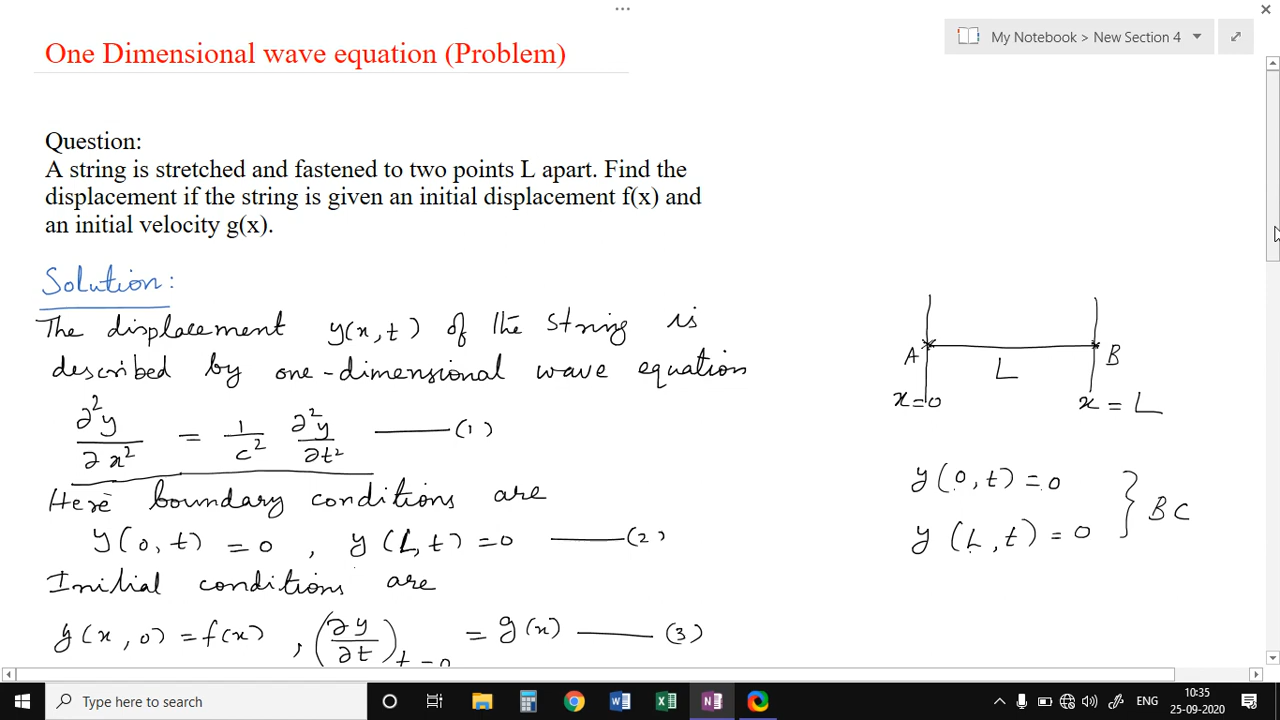 One Dimensional wave equation (Problem)
My Notebook > New Section 4
Question:
A string is stretched and fastened to two points L apart. Find the
displacement if the string is given an initial displacement f(x) and
an initial velocity g(x).
Solution:
The displacement y(x,t) of the string is
described by one-dimensional wave equation
∂²y/∂x² = 1/c² ∂²y/∂t² —— (1)
Here boundary conditions are
y(0,t) = 0 , y(L,t) = 0 —— (2)
Initial conditions are
y(x,0) = f(x) , (∂y/∂t)t=0 = g(x) —— (3)
A B
L
x=0 x = L
y(0,t) = 0
y(L,t) = 0 } BC
Type here to search
ENG
10:35
25-09-2020